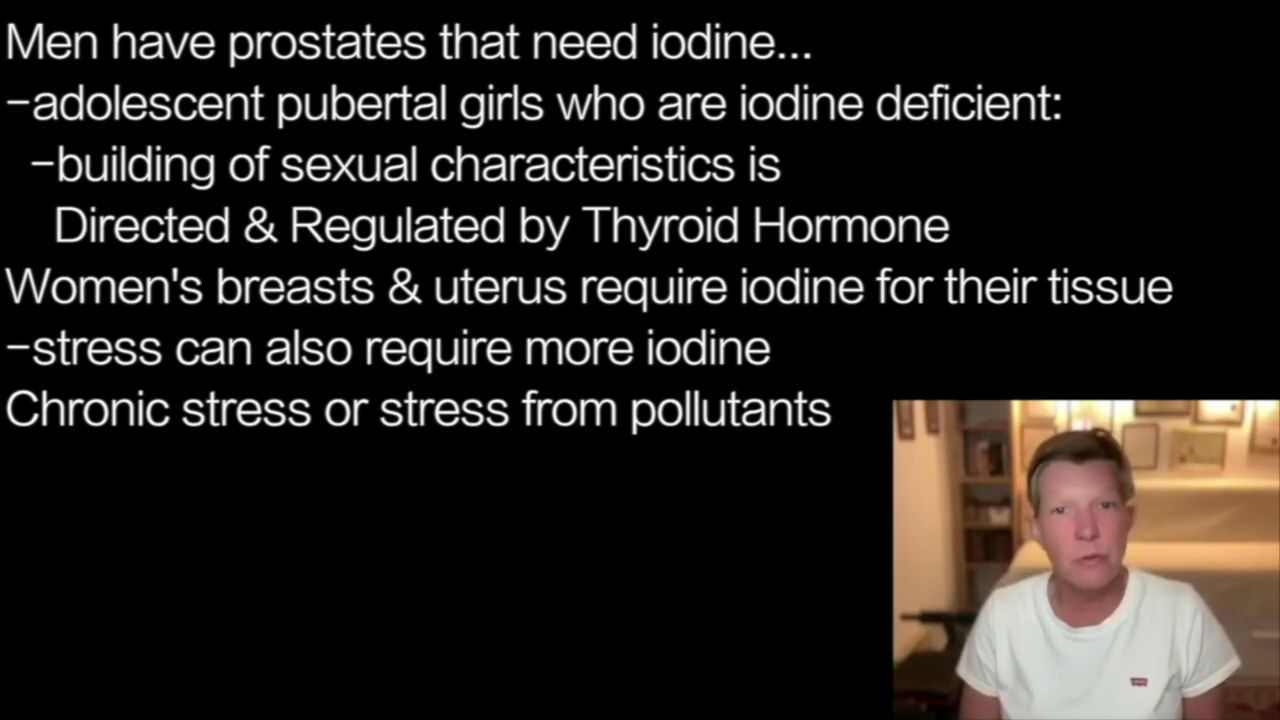 Men have prostates that need iodine...
-adolescent pubertal girls who are iodine deficient:
-building of sexual characteristics is
Directed & Regulated by Thyroid Hormone
Women's breasts & uterus require iodine for their tissue
-stress can also require more iodine
Chronic stress or stress from pollutants